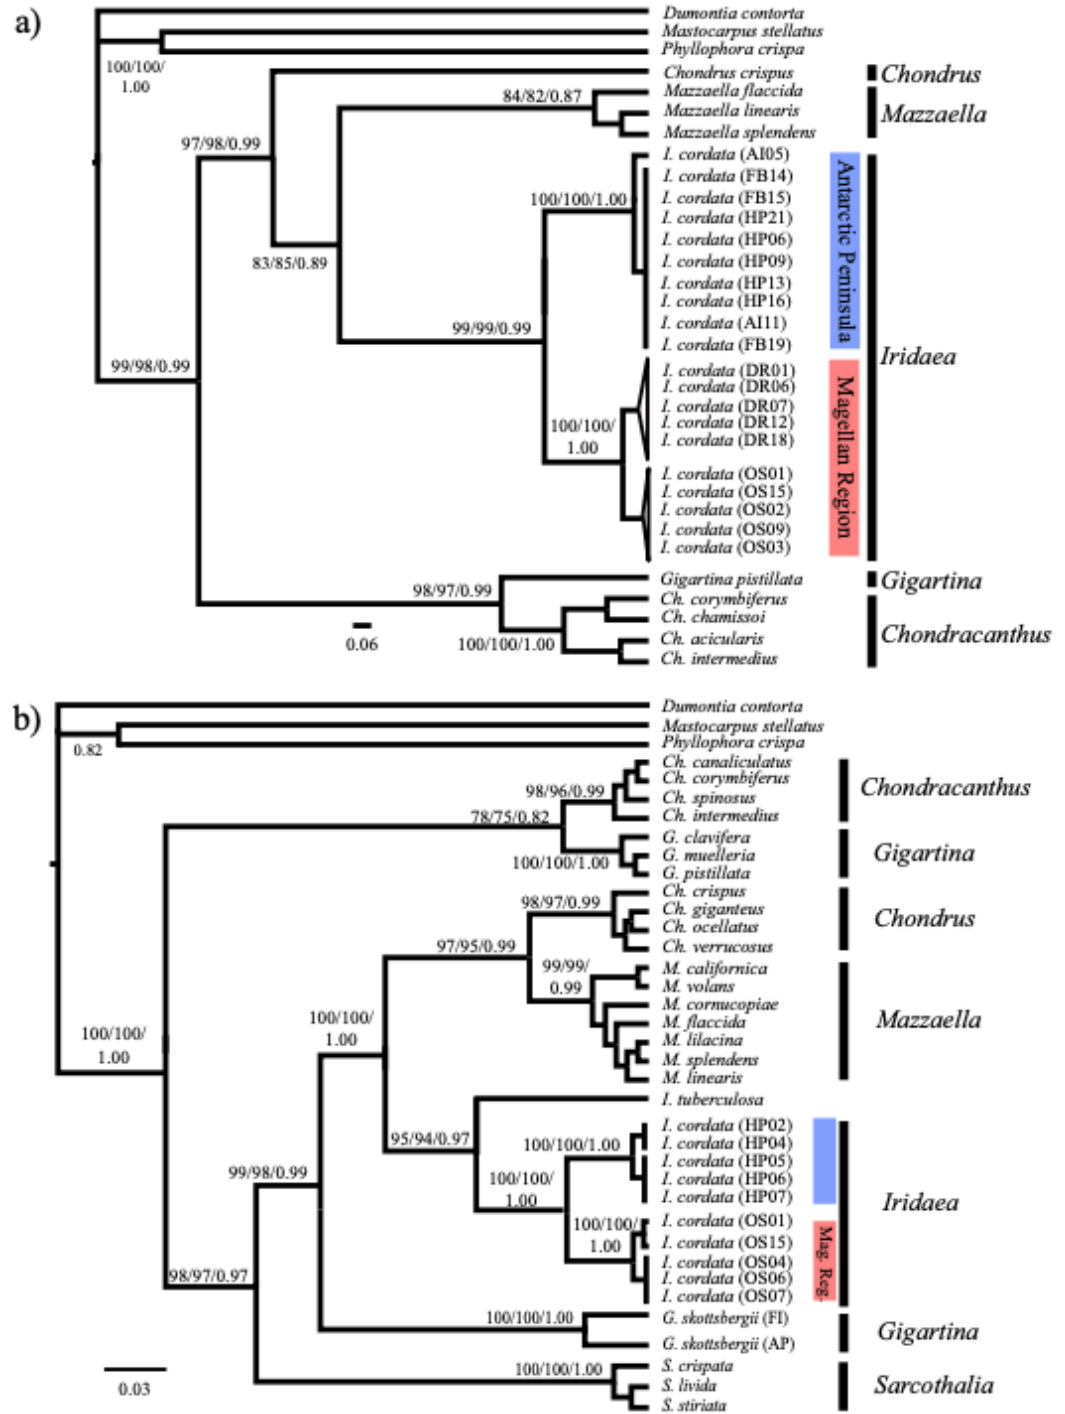 a)
Dumontia contorta
Mastocarpus stellatus
Phyllophora crispa
100/100/
1.00
Chondrus crispus
Chondrus
Mazzaella flaccida
84/82/0.87
Mazzaella linearis
Mazzaella
Mazzaella splendens
97/98/0.99
I. cordata (AI05)
I. cordata (FB14)
100/100/1.00
I. cordata (FB15)
I. cordata (HP21)
I. cordata (HP06)
83/85/0.89
I. cordata (HP09)
I. cordata (HP13)
I. cordata (HP16)
99/99/0.99
I. cordata (AI11)
I. cordata (FB19)
Antarctic Peninsula
Iridaea
99/98/0.99
I. cordata (DR01)
I. cordata (DR06)
I. cordata (DR07)
I. cordata (DR12)
100/100/
1.00
I. cordata (DR18)
I. cordata (OS01)
I. cordata (OS15)
I. cordata (OS02)
I. cordata (OS09)
I. cordata (OS03)
Magellan Region
Gigartina pistillata
Gigartina
98/97/0.99
Ch. corymbiferus
Ch. chamissoi
0.06
100/100/1.00
Ch. acicularis
Chondracanthus
Ch. intermedius
b)
Dumontia contorta
Mastocarpus stellatus
0.82
Phyllophora crispa
Ch. canaliculatus
Ch. corymbiferus
98/96/0.99
Ch. spinosus
Chondracanthus
78/75/0.82
Ch. intermedius
G. clavifera
G. muelleria
Gigartina
100/100/1.00
G. pistillata
Ch. crispus
98/97/0.99
Ch. giganteus
Chondrus
Ch. ocellatus
97/95/0.99
Ch. verrucosus
99/99/
0.99
M. californica
M. volans
M. cornucopiae
Mazzaella
100/100/
1.00
M. flaccida
100/100/
1.00
M. lilacina
M. splendens
M. linearis
I. tuberculosa
I. cordata (HP02)
95/94/0.97
100/100/1.00
I. cordata (HP04)
I. cordata (HP05)
99/98/0.99
100/100/
1.00
I. cordata (HP06)
I. cordata (HP07)
Iridaea
100/100/
1.00
I. cordata (OS01)
I. cordata (OS15)
I. cordata (OS04)
98/97/0.97
I. cordata (OS06)
I. cordata (OS07)
Mag. Reg.
100/100/1.00
G. skottsbergii (FI)
Gigartina
G. skottsbergii (AP)
100/100/1.00
S. crispata
0.03
S. livida
Sarcothalia
S. stiriata